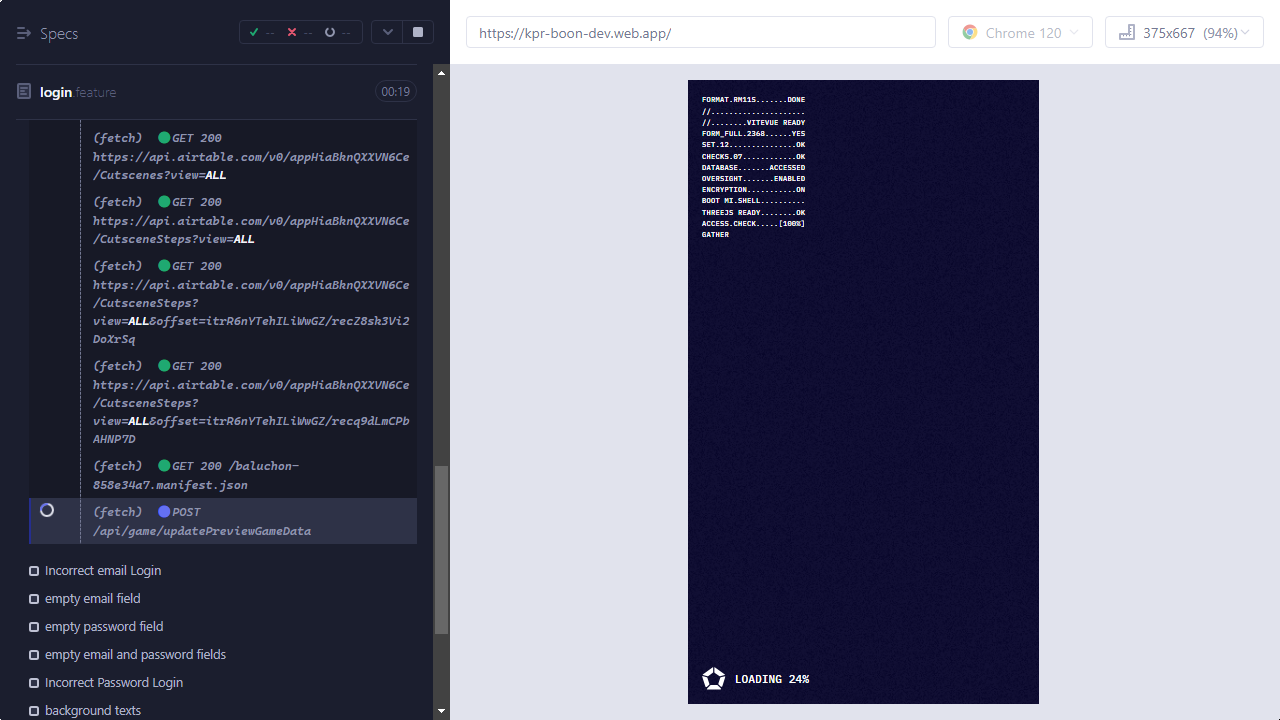 Specs
-- -- --
login.feature
00:19
(fetch) GET 200
https://api.airtable.com/v0/appHiaBknQXXVN6Ce
/Cutscenes?view=ALL
(fetch) GET 200
https://api.airtable.com/v0/appHiaBknQXXVN6Ce
/CutsceneSteps?view=ALL
(fetch) GET 200
https://api.airtable.com/v0/appHiaBknQXXVN6Ce
/CutsceneSteps?
view=ALL&offset=itrR6nYTehILiWwGZ/recZ8sk3Vi2
DoXrSq
(fetch) GET 200
https://api.airtable.com/v0/appHiaBknQXXVN6Ce
/CutsceneSteps?
view=ALL&offset=itrR6nYTehILiWwGZ/recq9dLmCPb
AHNP7D
(fetch) GET 200 /baluchon-
858e34a7.manifest.json
(fetch) POST
/api/game/updatePreviewGameData
Incorrect email Login
empty email field
empty password field
empty email and password fields
Incorrect Password Login
background texts
https://kpr-boon-dev.web.app/
Chrome 120
375x667 (94%)
FORMAT.RM115.......DONE
//.....................
//........VITEVUE READY
FORM_FULL.2368......YES
SET.12...............OK
CHECKS.07............OK
DATABASE.......ACCESSED
OVERSIGHT.......ENABLED
ENCRYPTION...........ON
BOOT MI.SHELL..........
THREEJS READY........OK
ACCESS.CHECK.....[100%]
GATHER
LOADING 24%